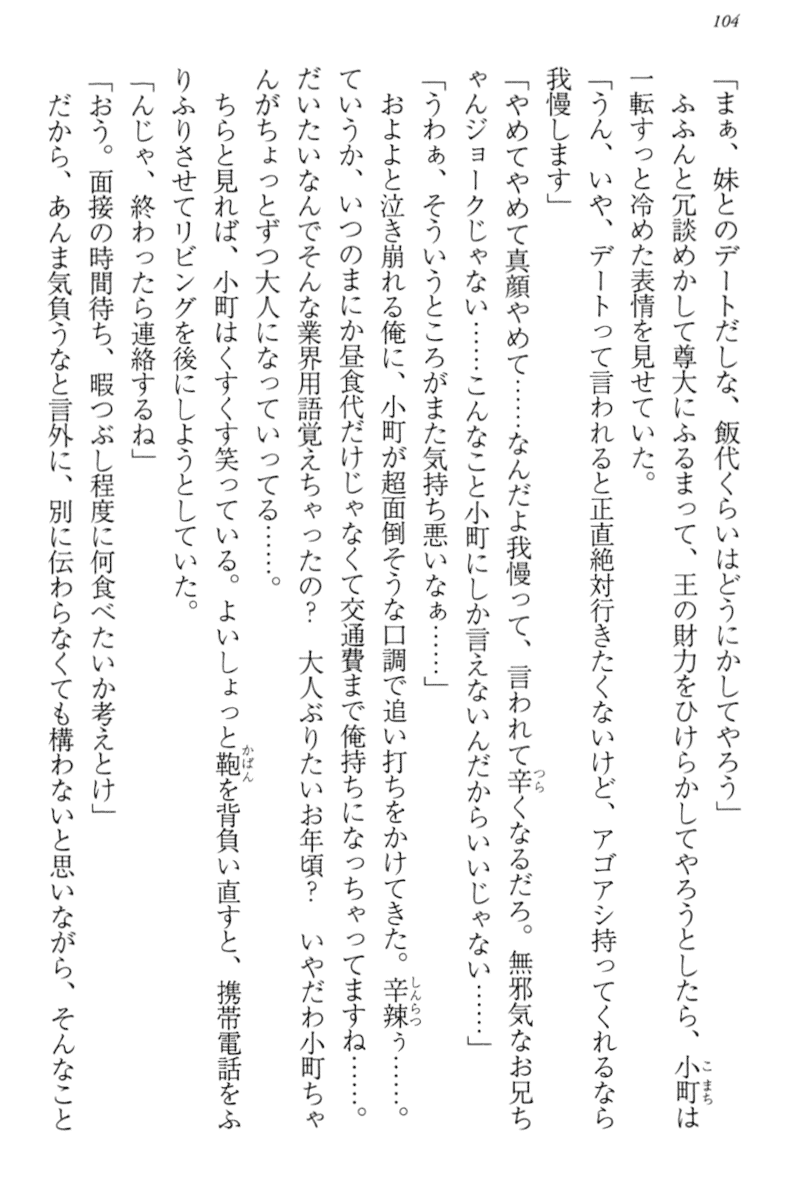 104
「まぁ、妹とのデートだしな、飯代くらいはどうにかしてやろう」
　ふふんと冗談めかして尊大にふるまって、王の財力をひけらかしてやろうとしたら、小町は
一転すっと冷めた表情を見せていた。
「うん、いや、デートって言われると正直絶対行きたくないけど、アゴアシ持ってくれるなら
我慢します」
「やめてやめて真顔やめて……なんだよ我慢って、言われて辛くなるだろ。無邪気なお兄ち
ゃんジョークじゃない……こんなこと小町にしか言えないんだからいいじゃない……」
「うわぁ、そういうところがまた気持ち悪いなぁ……」
　およよと泣き崩れる俺に、小町が超面倒そうな口調で追い打ちをかけてきた。辛辣ぅ……。
ていうか、いつのまにか昼食代だけじゃなくて交通費まで俺持ちになっちゃってますね……。
だいたいなんでそんな業界用語覚えちゃったの？　大人ぶりたいお年頃？　いやだわ小町ちゃ
んがちょっとずつ大人になっていってる……。
　ちらと見れば、小町はくすくす笑っている。よいしょっと鞄を背負い直すと、携帯電話をふ
りふりさせてリビングを後にしようとしていた。
「んじゃ、終わったら連絡するね」
「おう。面接の時間待ち、暇つぶし程度に何食べたいか考えとけ」
　だから、あんま気負うなと言外に、別に伝わらなくても構わないと思いながら、そんなこと